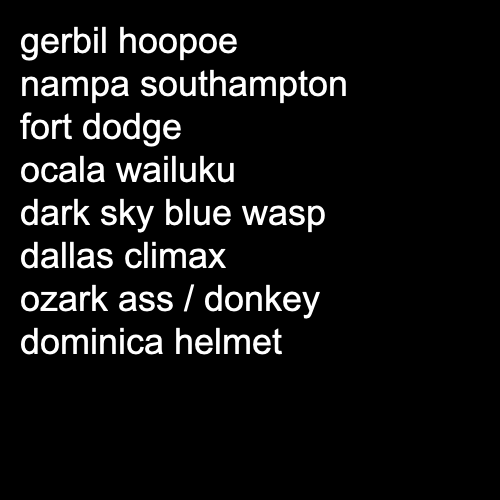 gerbil hoopoe
nampa southampton
fort dodge
ocala wailuku
dark sky blue wasp
dallas climax
ozark ass / donkey
dominica helmet